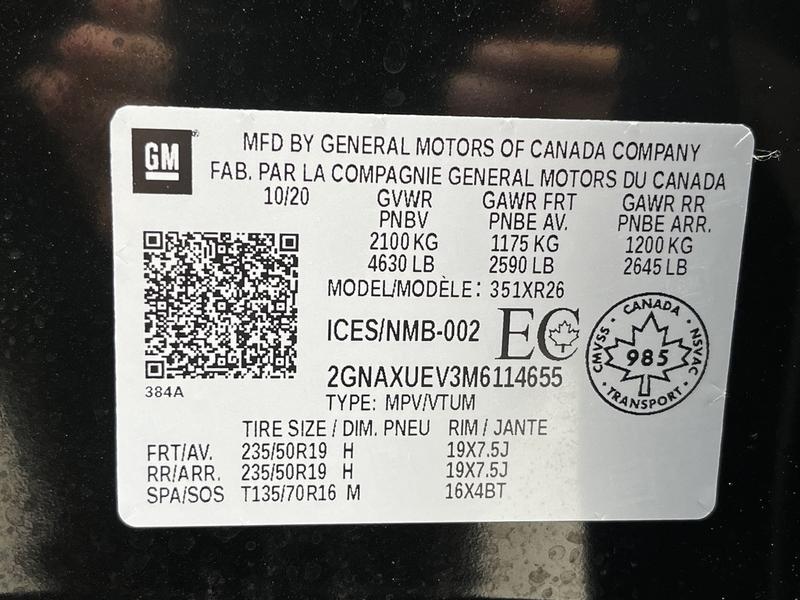 GM
MFD BY GENERAL MOTORS OF CANADA COMPANY
FAB. PAR LA COMPAGNIE GENERAL MOTORS DU CANADA
10/20 GVWR GAWR FRT GAWR RR
PNBV PNBE AV. PNBE ARR.
2100 KG 1175 KG 1200 KG
4630 LB 2590 LB 2645 LB
MODEL/MODÈLE: 351XR26
ICES/NMB-002 EC
CANADA
CMVSS 985 NSVAC
TRANSPORT
2GNAXUEV3M6114655
384A
TYPE: MPV/VTUM
TIRE SIZE / DIM. PNEU RIM / JANTE
FRT/AV. 235/50R19 H 19X7.5J
RR/ARR. 235/50R19 H 19X7.5J
SPA/SOS T135/70R16 M 16X4BT